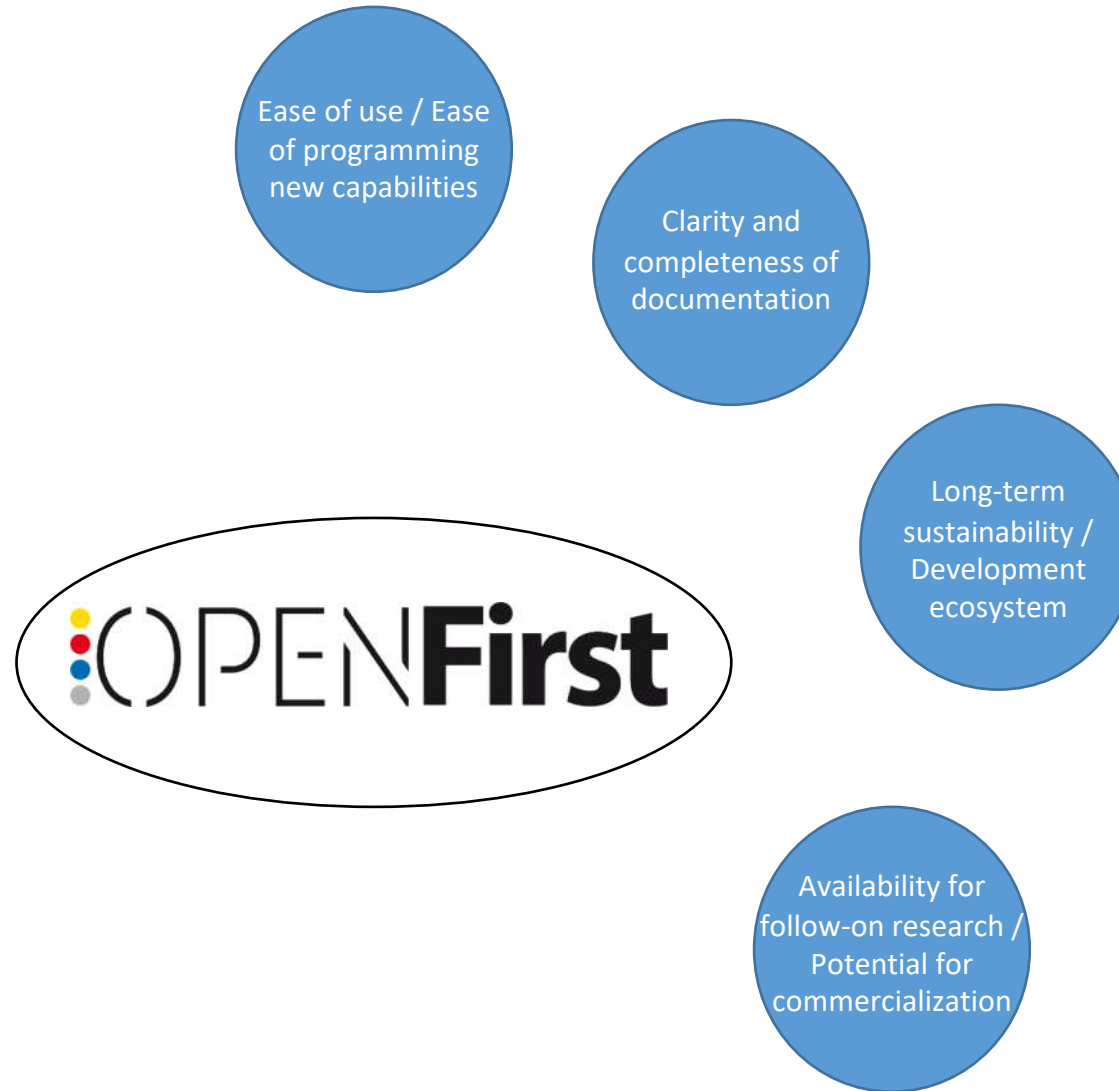 Ease of use / Ease
of programming
new capabilities
Clarity and
completeness of
documentation
Long-term
sustainability /
Development
ecosystem
OPENFirst
Availability for
follow-on research /
Potential for
commercialization